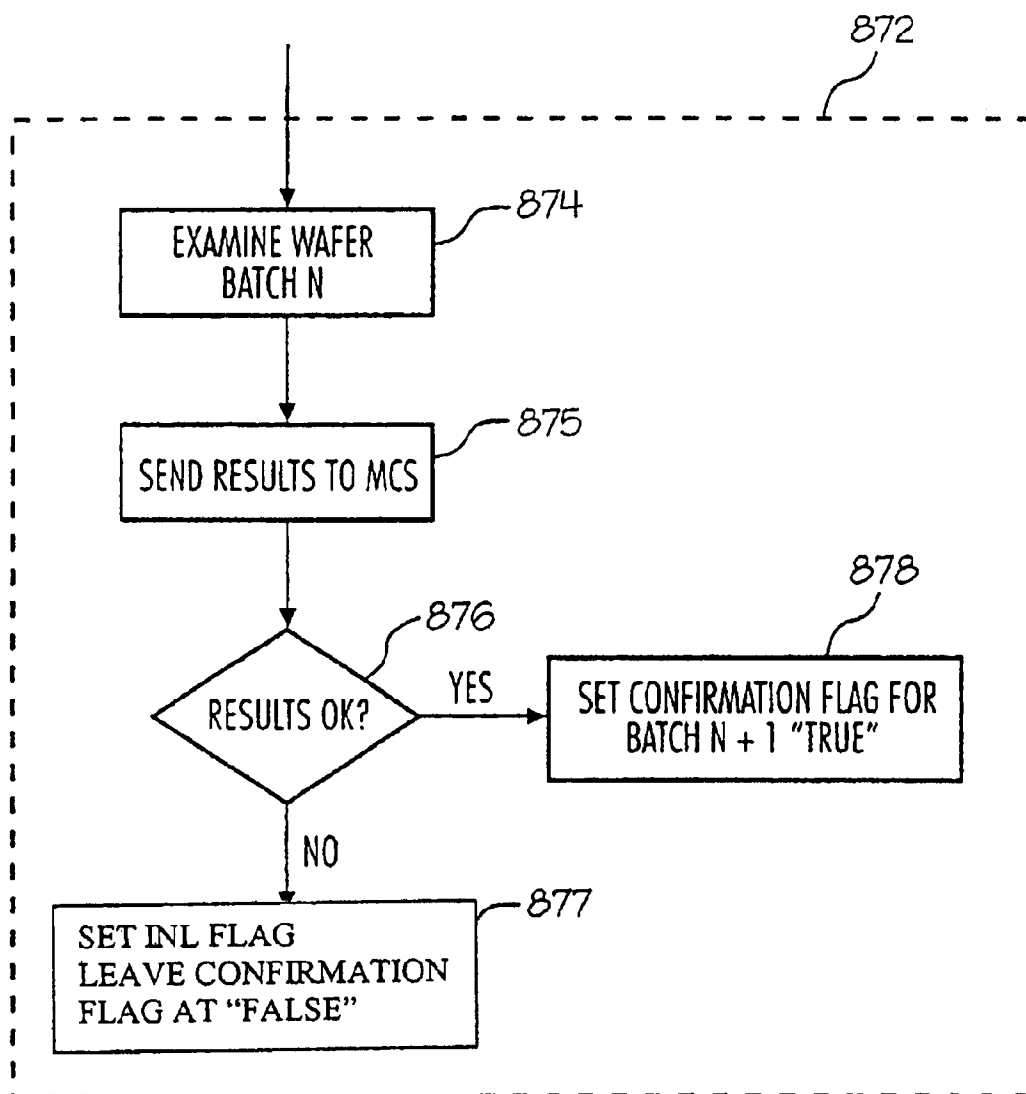 872
874
EXAMINE WAFER
BATCH N
875
SEND RESULTS TO MCS
876
878
RESULTS OK?
YES
SET CONFIRMATION FLAG FOR
BATCH N + 1 "TRUE"
NO
877
SET INL FLAG
LEAVE CONFIRMATION
FLAG AT “FALSE”